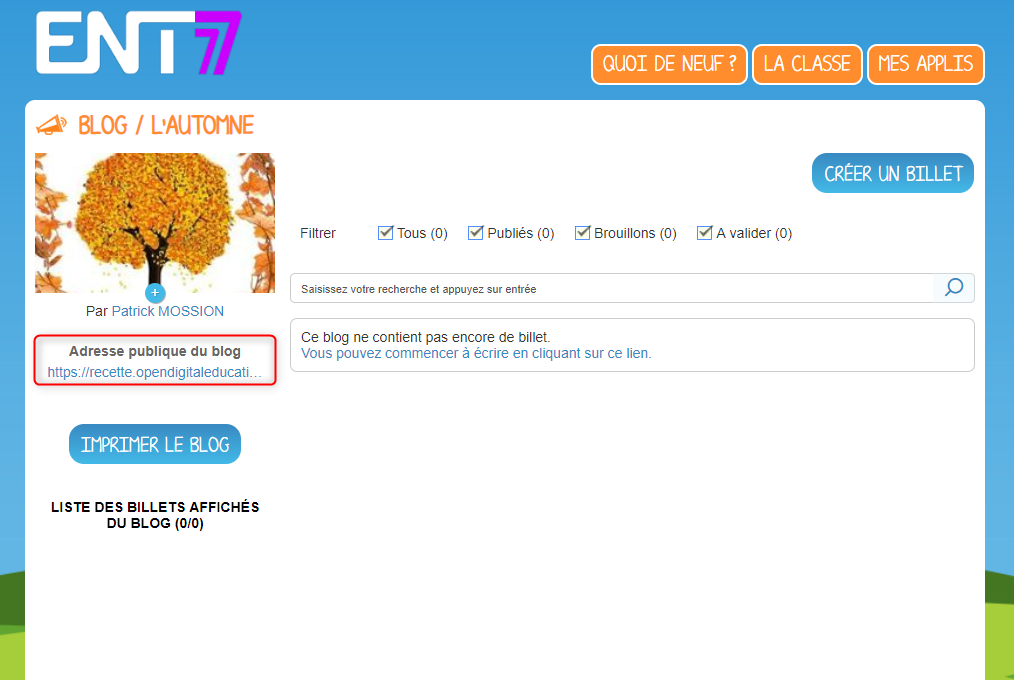 ENT77
QUOI DE NEUF ?
LA CLASSE
MES APPLIS
BLOG / L'AUTOMNE
CRÉER UN BILLET
Filtrer
Tous (0)
Publiés (0)
Brouillons (0)
A valider (0)
Saisissez votre recherche et appuyez sur entrée
Par Patrick MOSSION
Ce blog ne contient pas encore de billet.
Vous pouvez commencer à écrire en cliquant sur ce lien.
Adresse publique du blog
https://recette.opendigitaleducati…
IMPRIMER LE BLOG
LISTE DES BILLETS AFFICHÉS
DU BLOG (0/0)